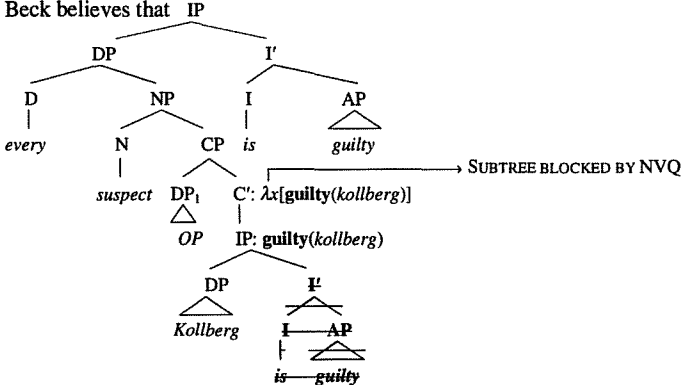 Beck believes that IP
DP I′
D NP I AP
every N CP is guilty
SUBTREE BLOCKED BY NVQ
suspect DP₁ C′: λx[guilty(kollberg)]
OP IP: guilty(kollberg)
DP I′
Kollberg I AP
is guilty